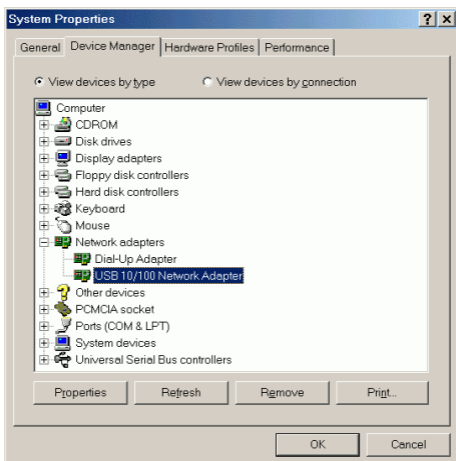 System Properties
General Device Manager Hardware Profiles Performance
View devices by type View devices by connection
Computer
CDROM
Disk drives
Display adapters
Floppy disk controllers
Hard disk controllers
Keyboard
Mouse
Network adapters
Dial-Up Adapter
USB 10/100 Network Adapter
Other devices
PCMCIA socket
Ports (COM & LPT)
System devices
Universal Serial Bus controllers
Properties Refresh Remove Print...
OK Cancel